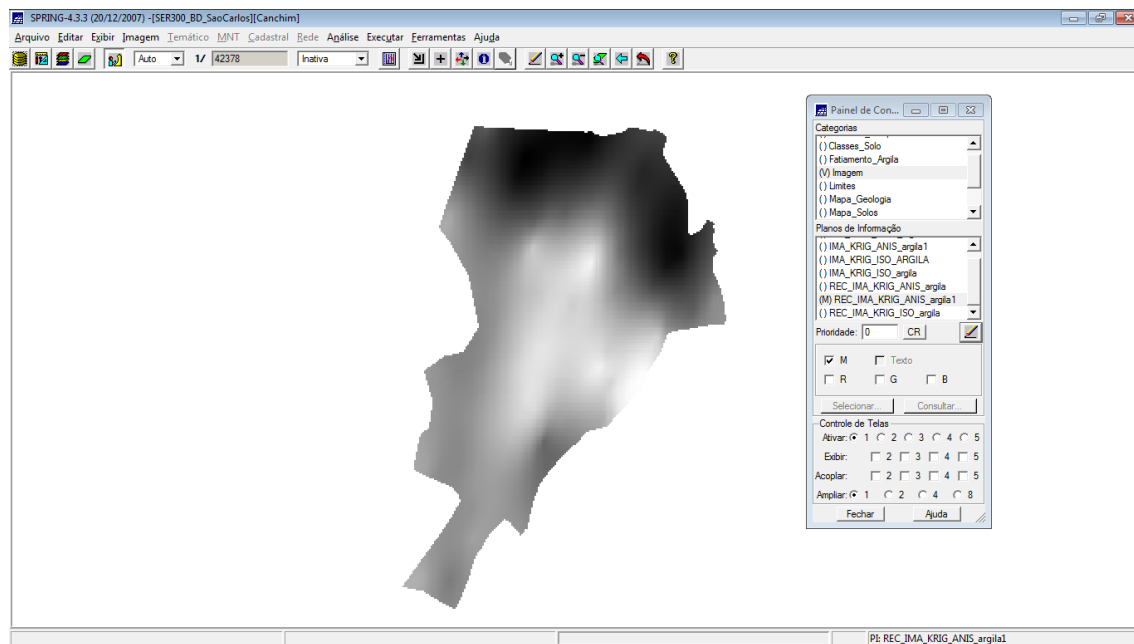 SPRING-4.3.3 (20/12/2007) -[SER300_BD_SaoCarlos][Canchim]
Arquivo Editar Exibir Imagem Temático MNT Cadastral Rede Análise Executar Ferramentas Ajuda
Auto 1/ 42378 Inativa
Painel de Con...
Categorias
() Classes_Solo
() Fatiamento_Argila
(V) Imagem
() Limites
() Mapa_Geologia
() Mapa_Solos
Planos de Informação
() IMA_KRIG_ANIS_argila1
() IMA_KRIG_ISO_ARGILA
() IMA_KRIG_ISO_argila
() REC_IMA_KRIG_ANIS_argila
(M) REC_IMA_KRIG_ANIS_argila1
() REC_IMA_KRIG_ISO_argila
Prioridade: 0 CR
M Texto
R G B
Selecionar... Consultar...
Controle de Telas
Ativar: 1 2 3 4 5
Exibir: 2 3 4 5
Acoplar: 2 3 4 5
Ampliar: 1 2 4 8
Fechar Ajuda
PI: REC_IMA_KRIG_ANIS_argila1